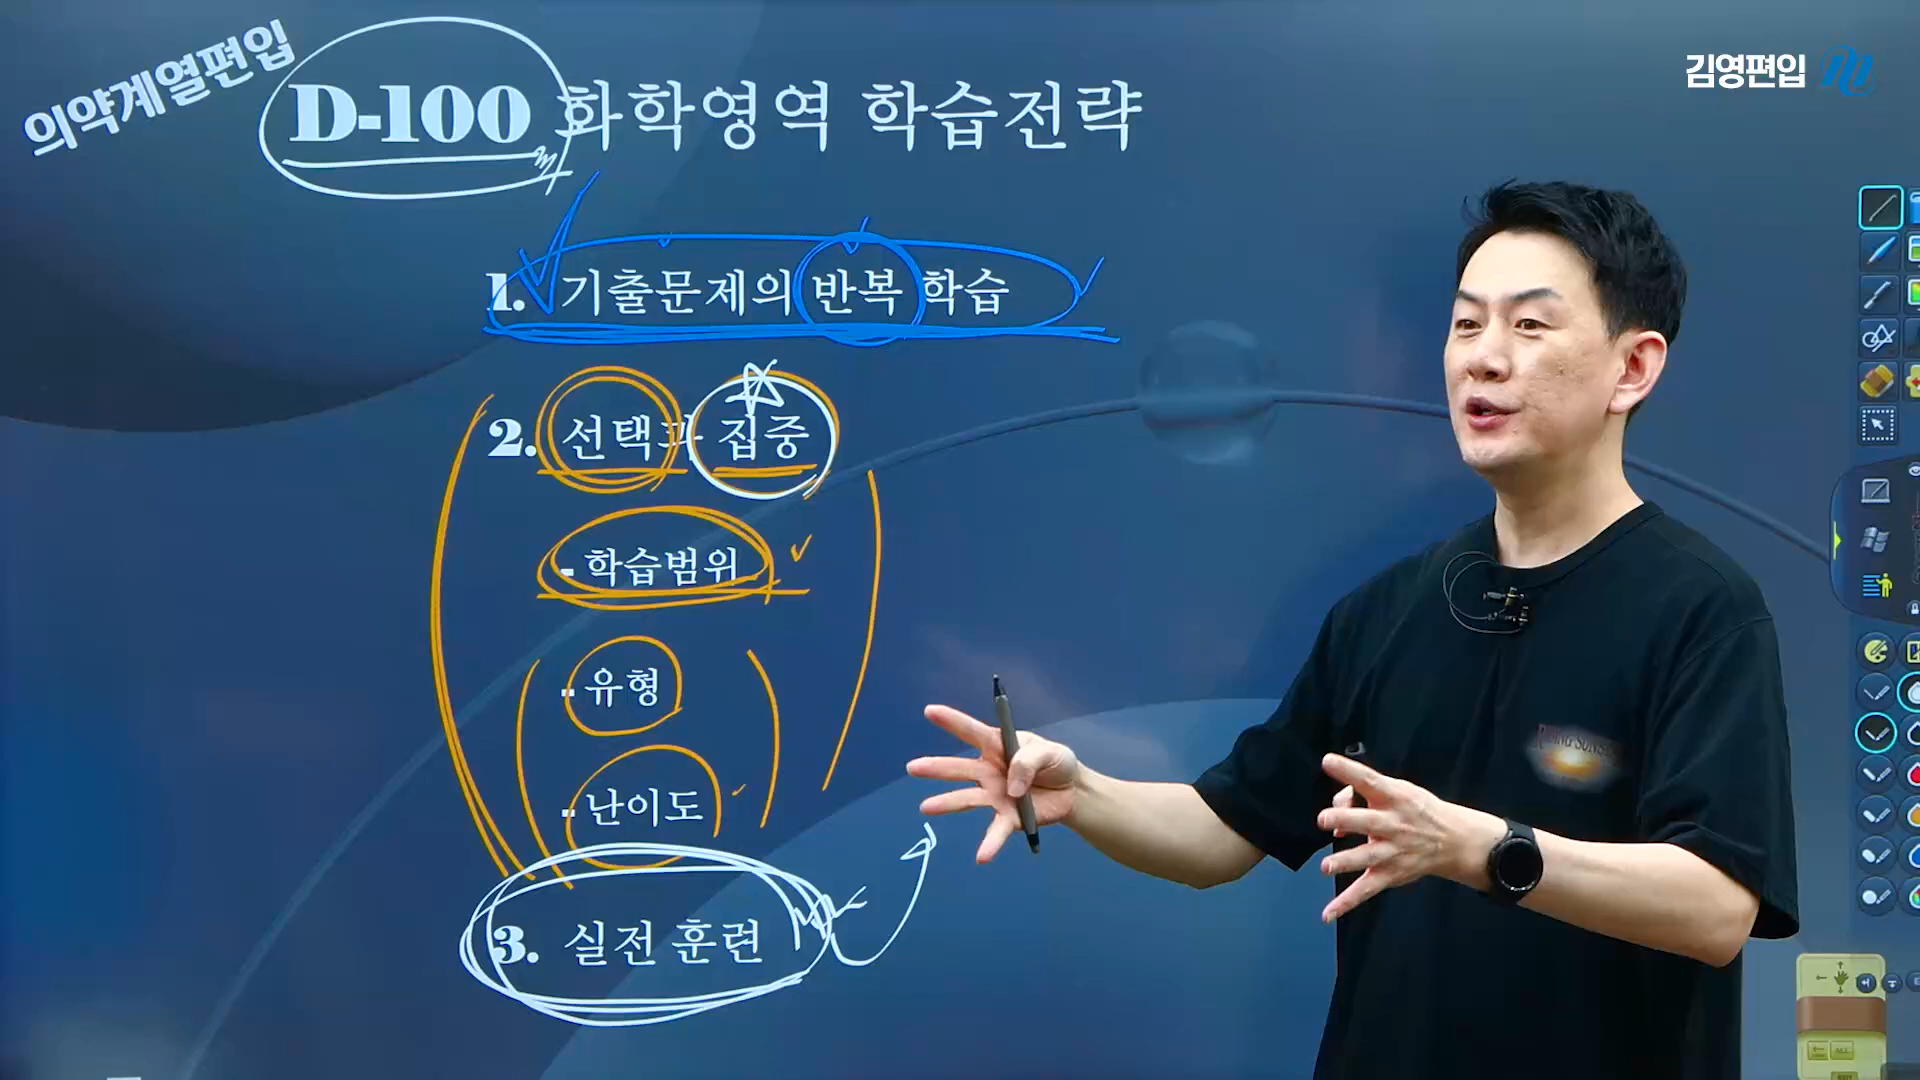 의약계열편입
D-100 화학영역 학습전략
김영편입
1. 기출문제의 반복 학습
2. 선택과 집중
- 학습범위
- 유형
- 난이도
3. 실전 훈련